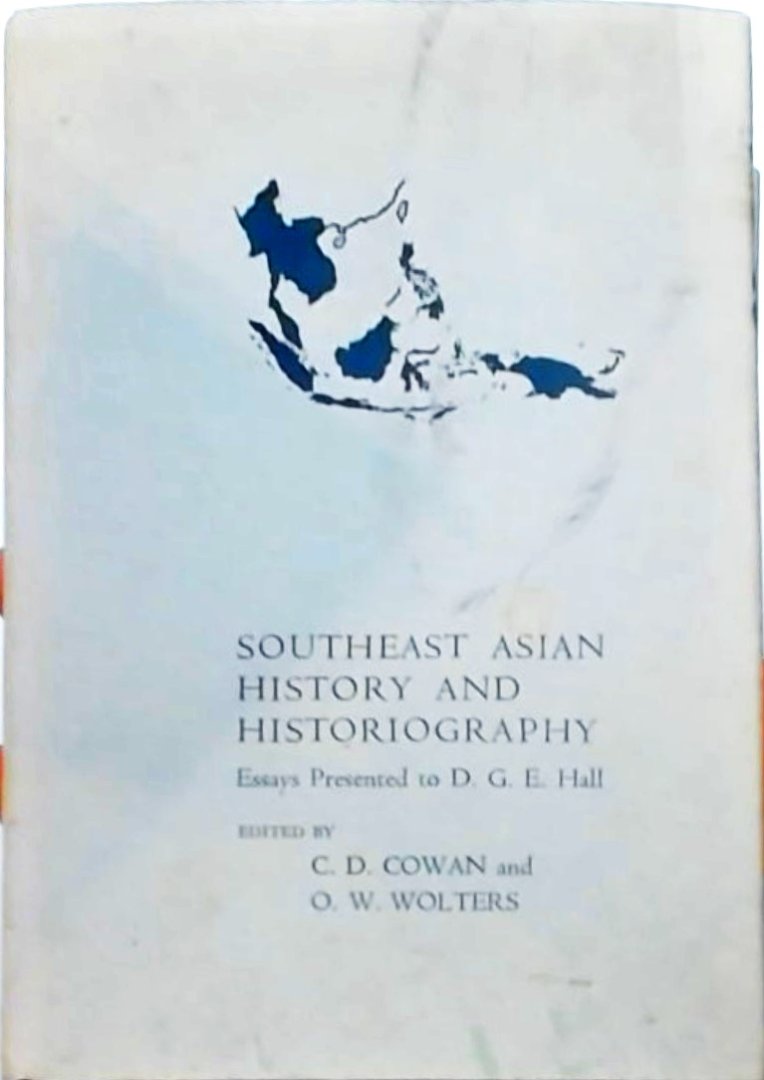 SOUTHEAST ASIAN
HISTORY AND
HISTORIOGRAPHY
Essays Presented to D. G. E. Hall
EDITED BY
C. D. COWAN and
O. W. WOLTERS